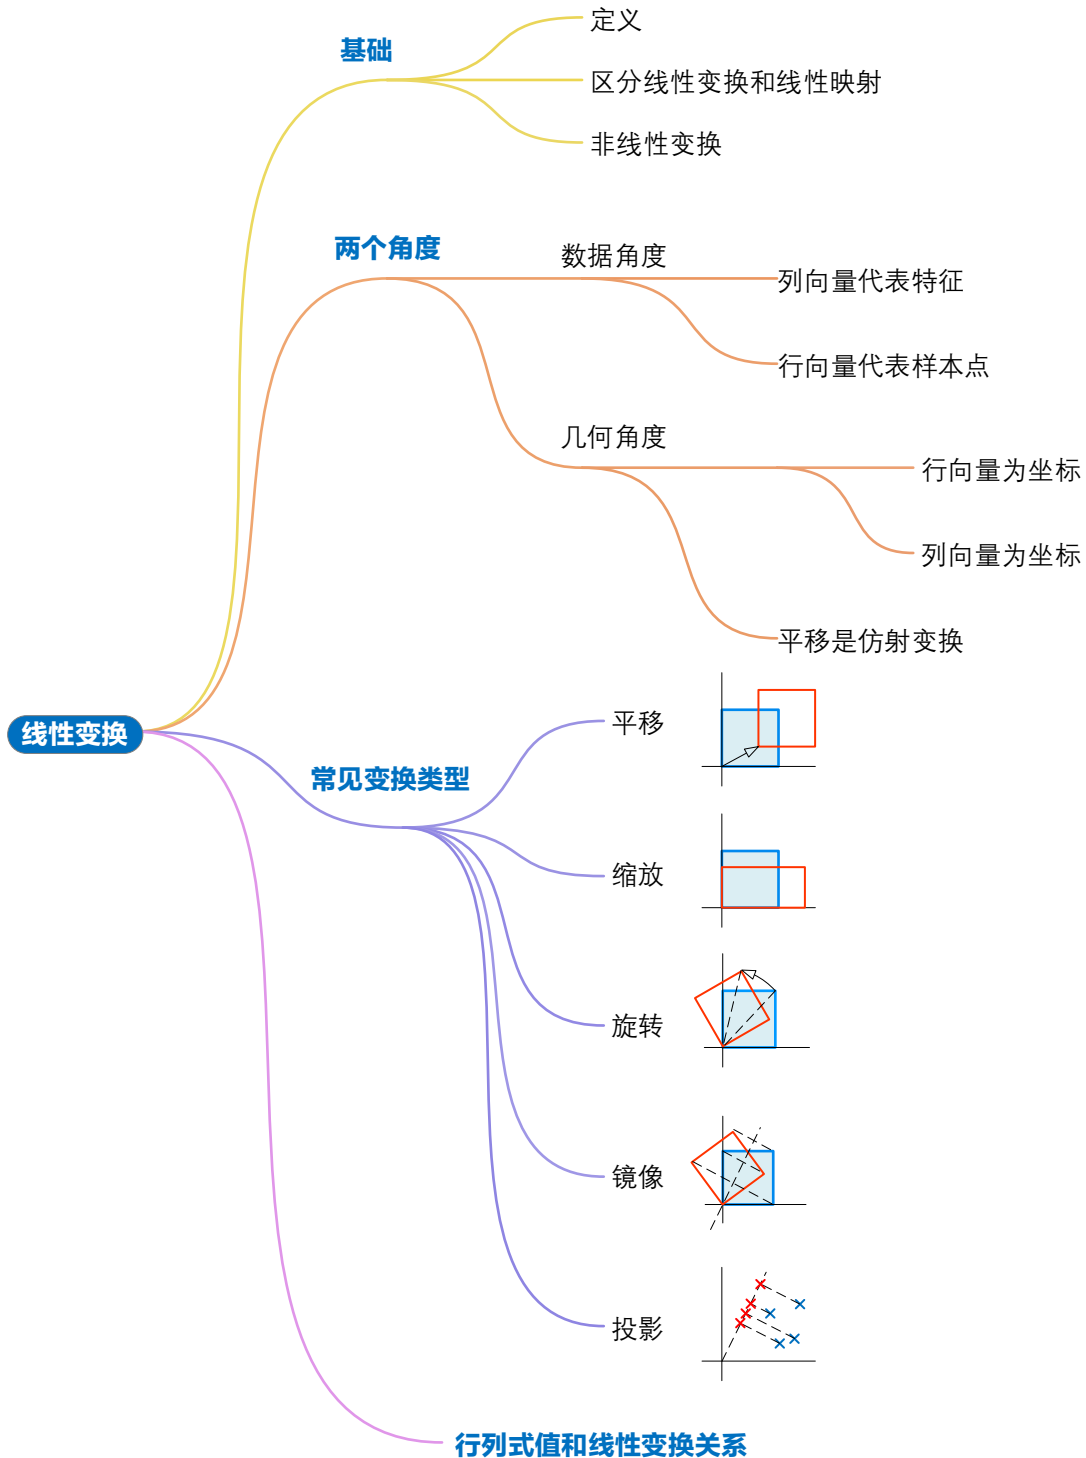 定义
基础
区分线性变换和线性映射
非线性变换
两个角度
数据角度
列向量代表特征
行向量代表样本点
几何角度
行向量为坐标
列向量为坐标
平移是仿射变换
线性变换
平移
常见变换类型
缩放
旋转
镜像
投影
行列式值和线性变换关系